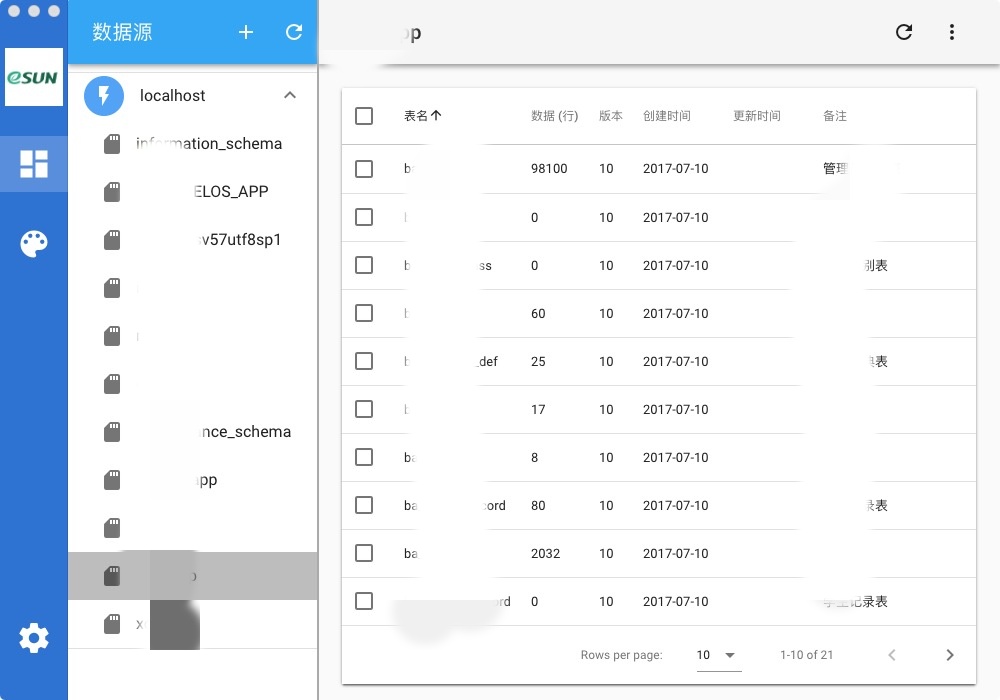 数据源
eSUN
localhost
information_schema
ELOS_APP
sv57utf8sp1
nce_schema
app
表名 数据 (行) 版本 创建时间 更新时间 备注
98100 10 2017-07-10 管理
0 10 2017-07-10
ss 0 10 2017-07-10 别表
60 10 2017-07-10
_def 25 10 2017-07-10 表
17 10 2017-07-10
ba 8 10 2017-07-10
ba cord 80 10 2017-07-10 录表
ba 2032 10 2017-07-10
rd 0 10 2017-07-10 记录表
Rows per page: 10 1-10 of 21